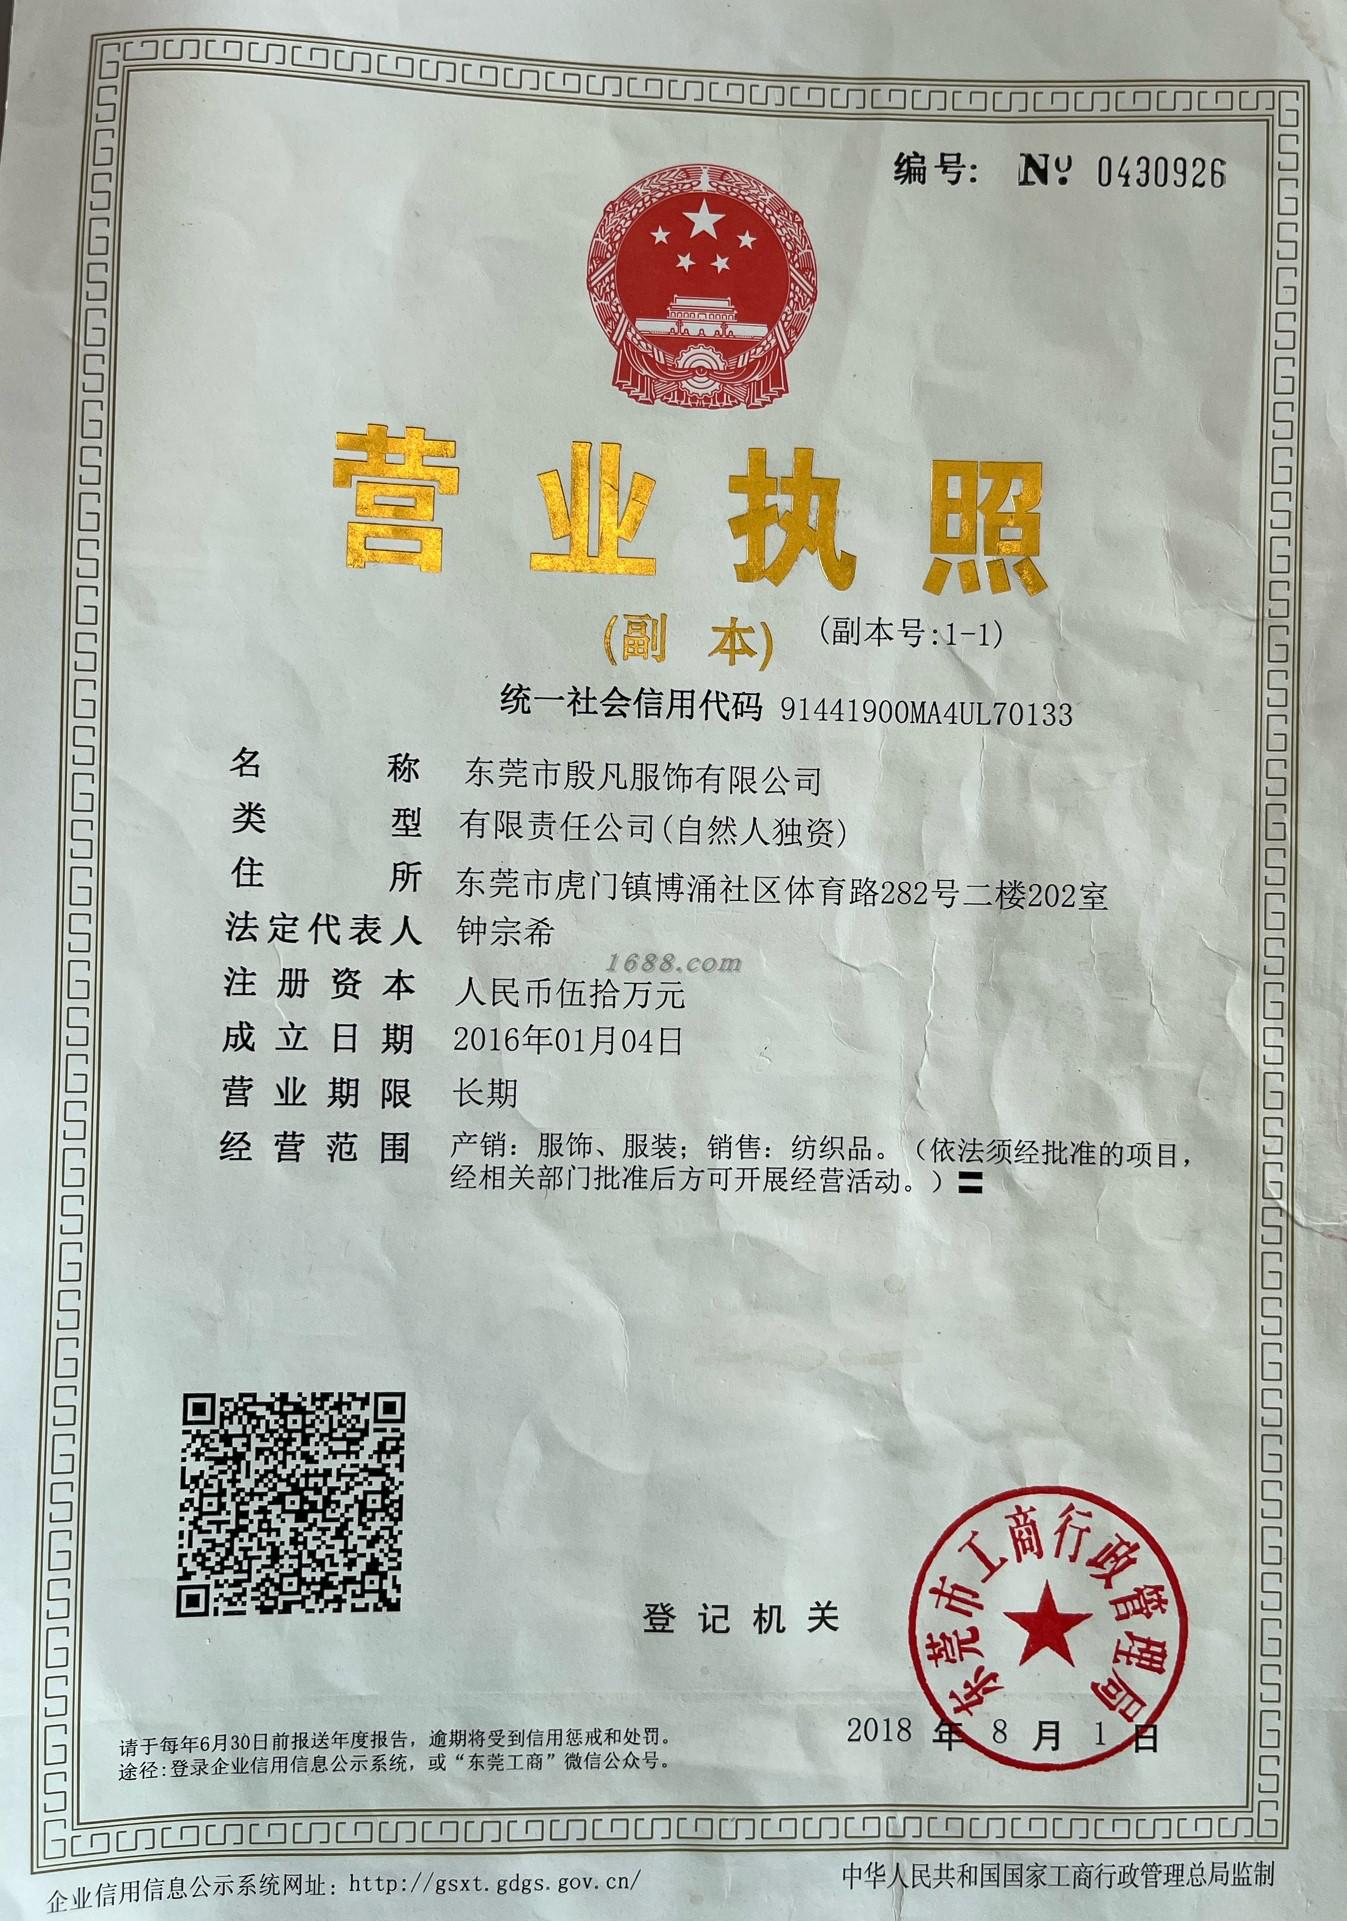 编号: № 0430926
营业执照
(副 本) (副本号:1-1)
统一社会信用代码 91441900MA4UL70133
名称 东莞市殷凡服饰有限公司
类型 有限责任公司(自然人独资)
住所 东莞市虎门镇博涌社区体育路282号二楼202室
法定代表人 钟宗希
1688.com
注册资本 人民币伍拾万元
成立日期 2016年01月04日
营业期限 长期
经营范围 产销：服饰、服装；销售：纺织品。（依法须经批准的项目，
经相关部门批准后方可开展经营活动。）〓
东莞市工商行政管理局
登记机关
2018 年 8 月 1 日
请于每年6月30日前报送年度报告，逾期将受到信用惩戒和处罚。
途径:登录企业信用信息公示系统，或“东莞工商”微信公众号。
企业信用信息公示系统网址: http://gsxt.gdgs.gov.cn/
中华人民共和国国家工商行政管理总局监制